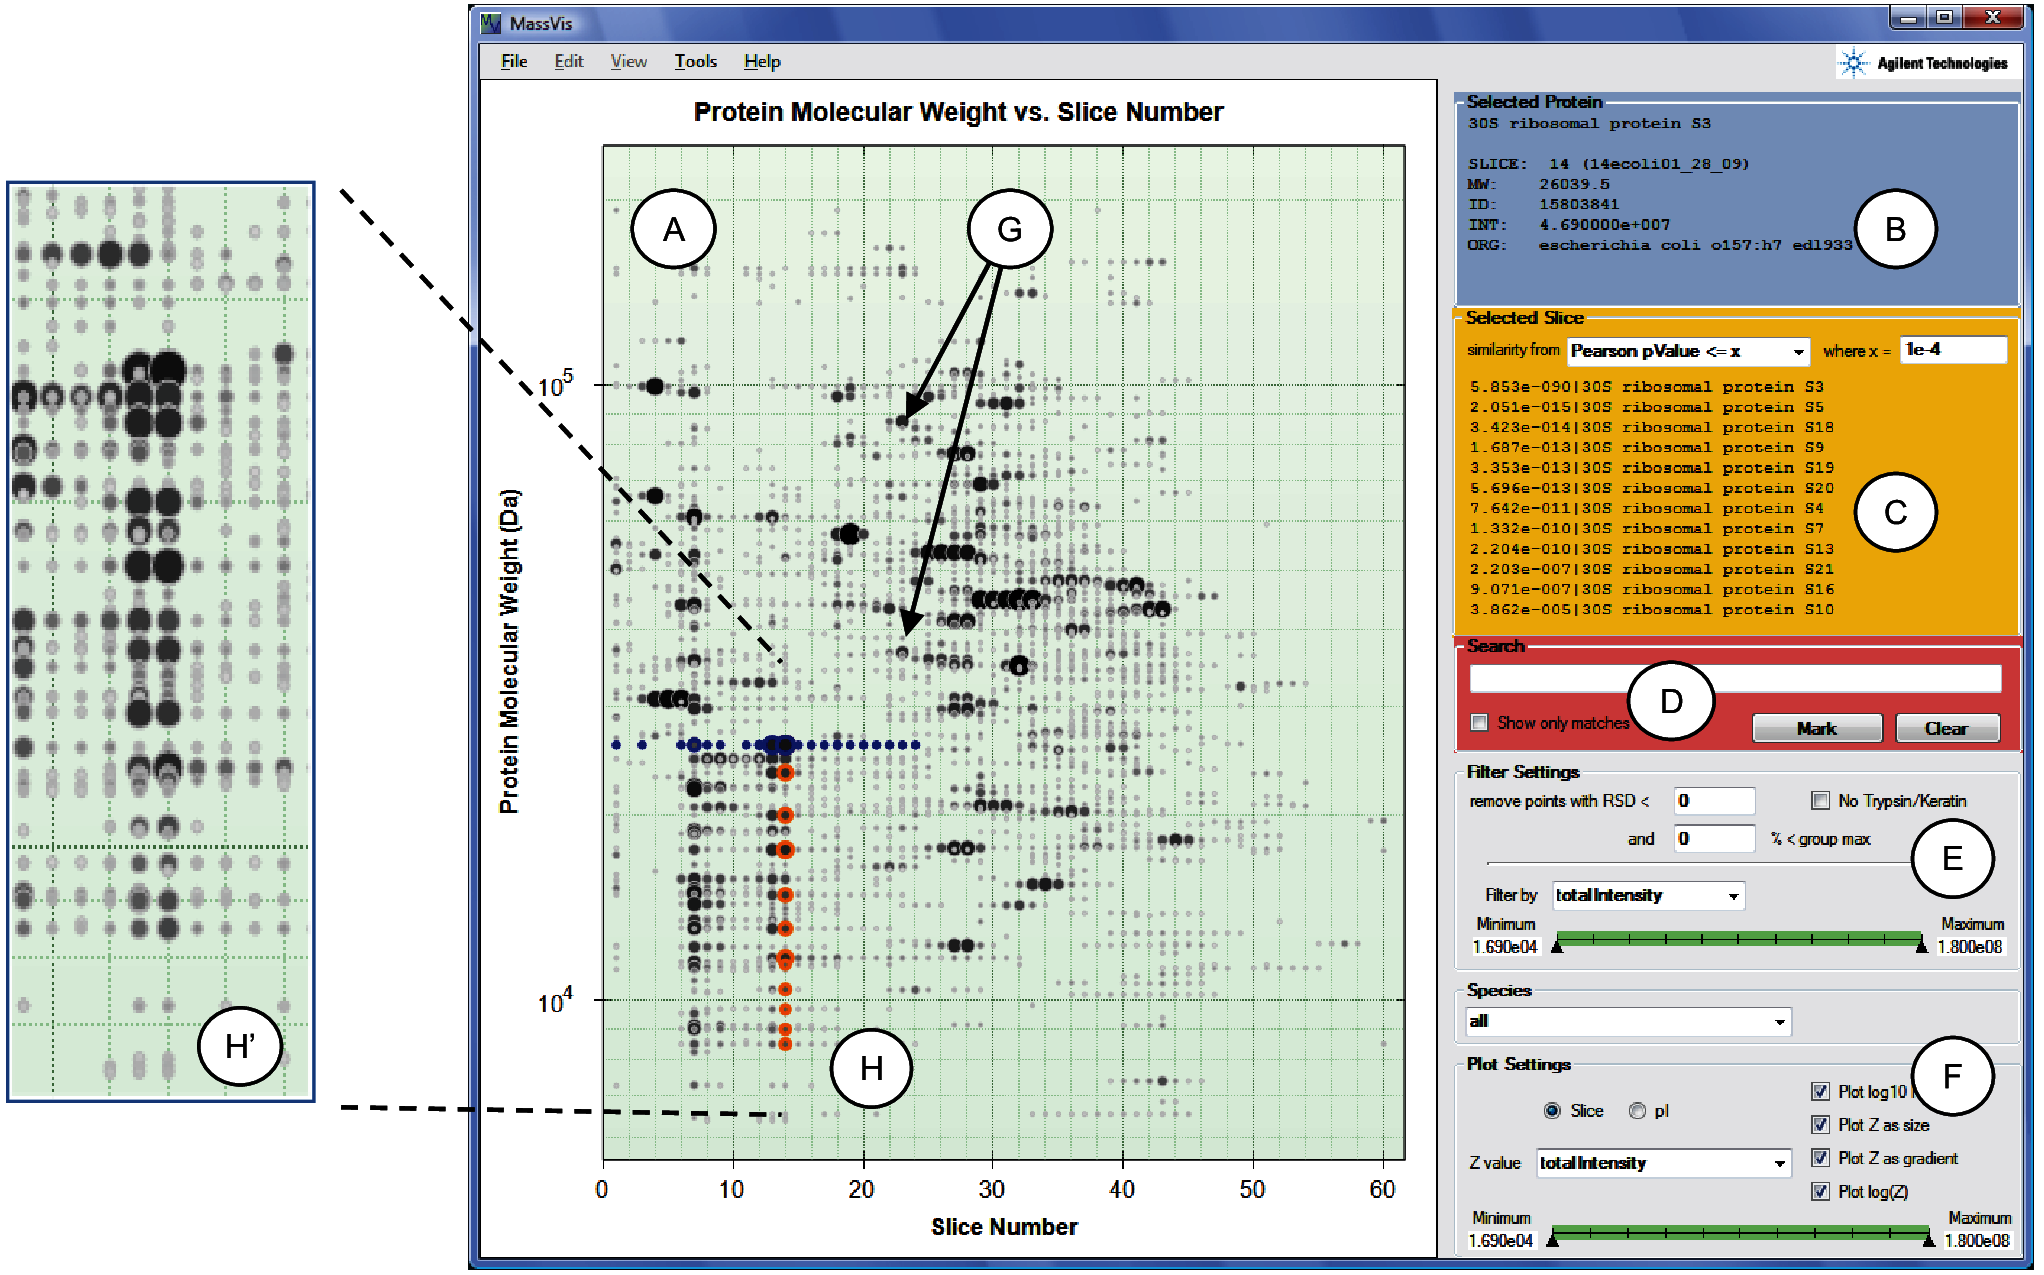 MassVis
File Edit View Tools Help
Agilent Technologies
Protein Molecular Weight vs. Slice Number
A
G
H
H'
10^5
10^4
Protein Molecular Weight (Da)
0 10 20 30 40 50 60
Slice Number
Selected Protein
30S ribosomal protein S3
SLICE: 14 (14ecoli01_28_09)
MW: 26039.5
ID: 15803841
INT: 4.690000e+007
ORG: escherichia coli o157:h7 edl933
B
Selected Slice
similarity from Pearson pValue <= x where x = 1e-4
5.853e-090|30S ribosomal protein S3
2.051e-015|30S ribosomal protein S5
3.423e-014|30S ribosomal protein S18
1.687e-013|30S ribosomal protein S9
3.353e-013|30S ribosomal protein S19
5.696e-013|30S ribosomal protein S20
7.642e-011|30S ribosomal protein S4
1.332e-010|30S ribosomal protein S7
2.204e-010|30S ribosomal protein S13
2.203e-007|30S ribosomal protein S21
9.071e-007|30S ribosomal protein S16
3.862e-005|30S ribosomal protein S10
C
Search
D
Show only matches Mark Clear
Filter Settings
remove points with RSD < 0 No Trypsin/Keratin
and 0 % < group max
E
Filter by totalIntensity
Minimum Maximum
1.690e04 1.800e08
Species
all
Plot Settings
F
Plot log10
Slice pI
Plot Z as size
Z value totalIntensity Plot Z as gradient
Plot log(Z)
Minimum Maximum
1.690e04 1.800e08